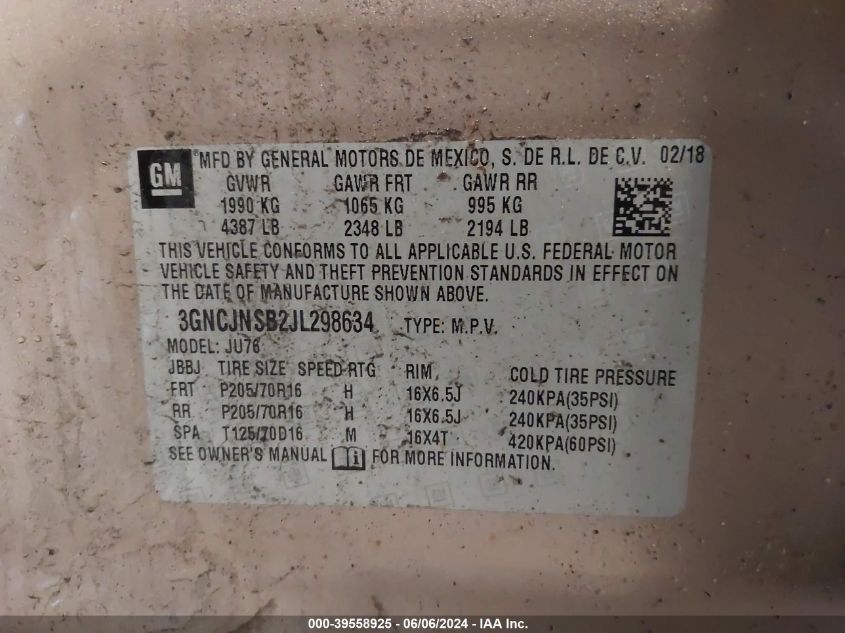 GM
MFD BY GENERAL MOTORS DE MEXICO, S. DE R.L. DE C.V. 02/18
GVWR GAWR FRT GAWR RR
1990 KG 1065 KG 995 KG
4387 LB 2348 LB 2194 LB
THIS VEHICLE CONFORMS TO ALL APPLICABLE U.S. FEDERAL MOTOR
VEHICLE SAFETY AND THEFT PREVENTION STANDARDS IN EFFECT ON
THE DATE OF MANUFACTURE SHOWN ABOVE.
3GNCJNSB2JL298634 TYPE: M.P.V.
MODEL: JU76
JBBJ TIRE SIZE SPEED RTG RIM COLD TIRE PRESSURE
FRT P205/70R16 H 16X6.5J 240KPA(35PSI)
RR P205/70R16 H 16X6.5J 240KPA(35PSI)
SPA T125/70D16 M 16X4T 420KPA(60PSI)
SEE OWNER'S MANUAL FOR MORE INFORMATION.
000-39558925 - 06/06/2024 - IAA Inc.